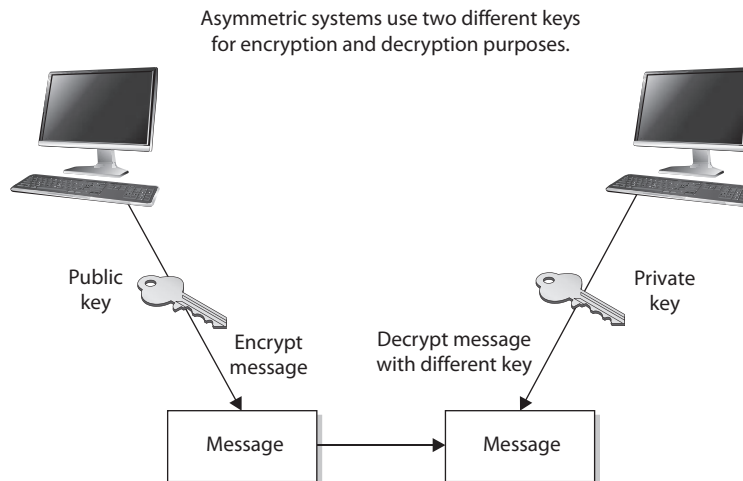 Asymmetric systems use two different keys
for encryption and decryption purposes.
Public
key
Private
key
Encrypt
message
Decrypt message
with different key
Message
Message